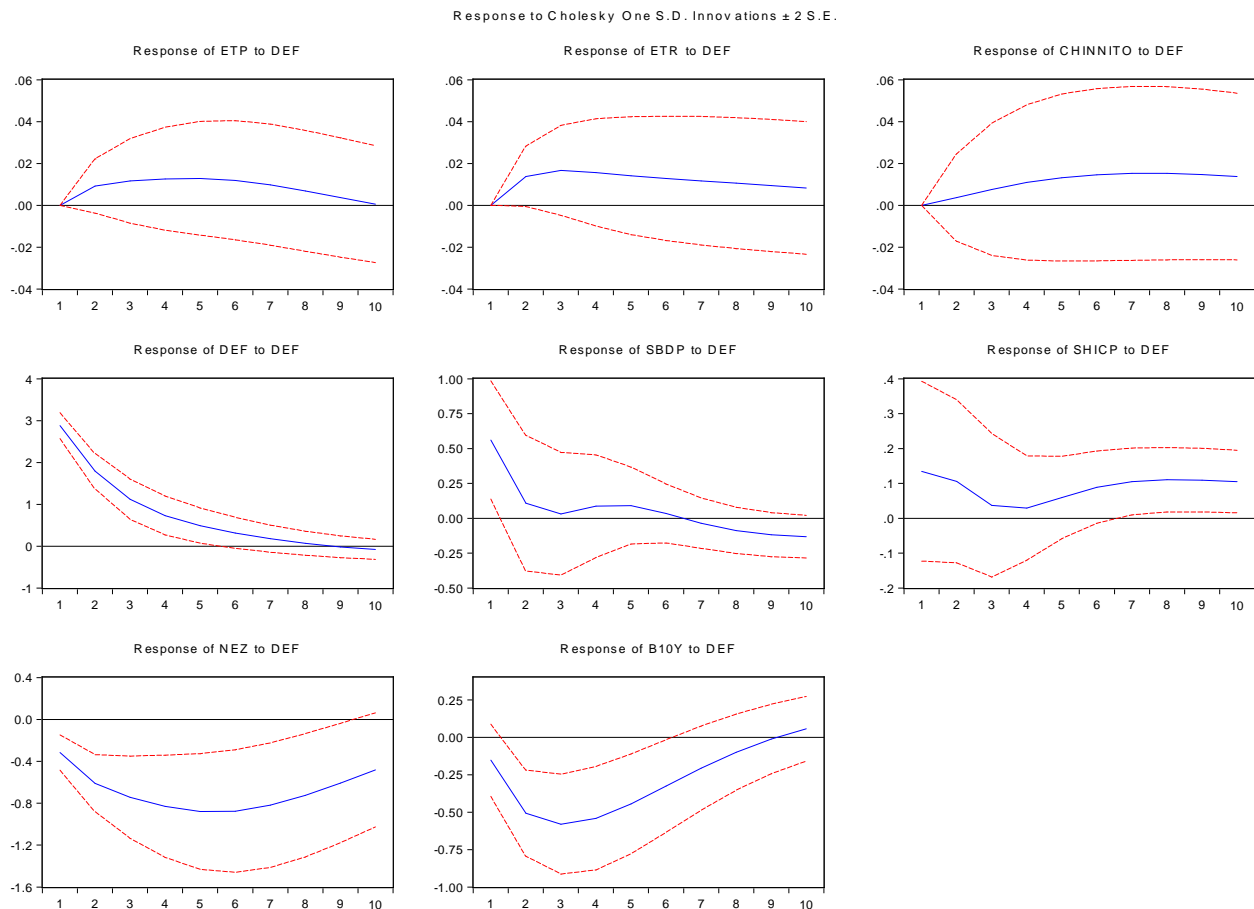 Response to Cholesky One S.D. Innovations ± 2 S.E.
Response of ETP to DEF
.06
.04
.02
.00
-.02
-.04
1 2 3 4 5 6 7 8 9 10
Response of ETR to DEF
.06
.04
.02
.00
-.02
-.04
1 2 3 4 5 6 7 8 9 10
Response of CHINNITO to DEF
.06
.04
.02
.00
-.02
-.04
1 2 3 4 5 6 7 8 9 10
Response of DEF to DEF
4
3
2
1
0
-1
1 2 3 4 5 6 7 8 9 10
Response of SBDP to DEF
1.00
0.75
0.50
0.25
0.00
-0.25
-0.50
1 2 3 4 5 6 7 8 9 10
Response of SHICP to DEF
.4
.3
.2
.1
.0
-.1
-.2
1 2 3 4 5 6 7 8 9 10
Response of NEZ to DEF
0.4
0.0
-0.4
-0.8
-1.2
-1.6
1 2 3 4 5 6 7 8 9 10
Response of B10Y to DEF
0.25
0.00
-0.25
-0.50
-0.75
-1.00
1 2 3 4 5 6 7 8 9 10